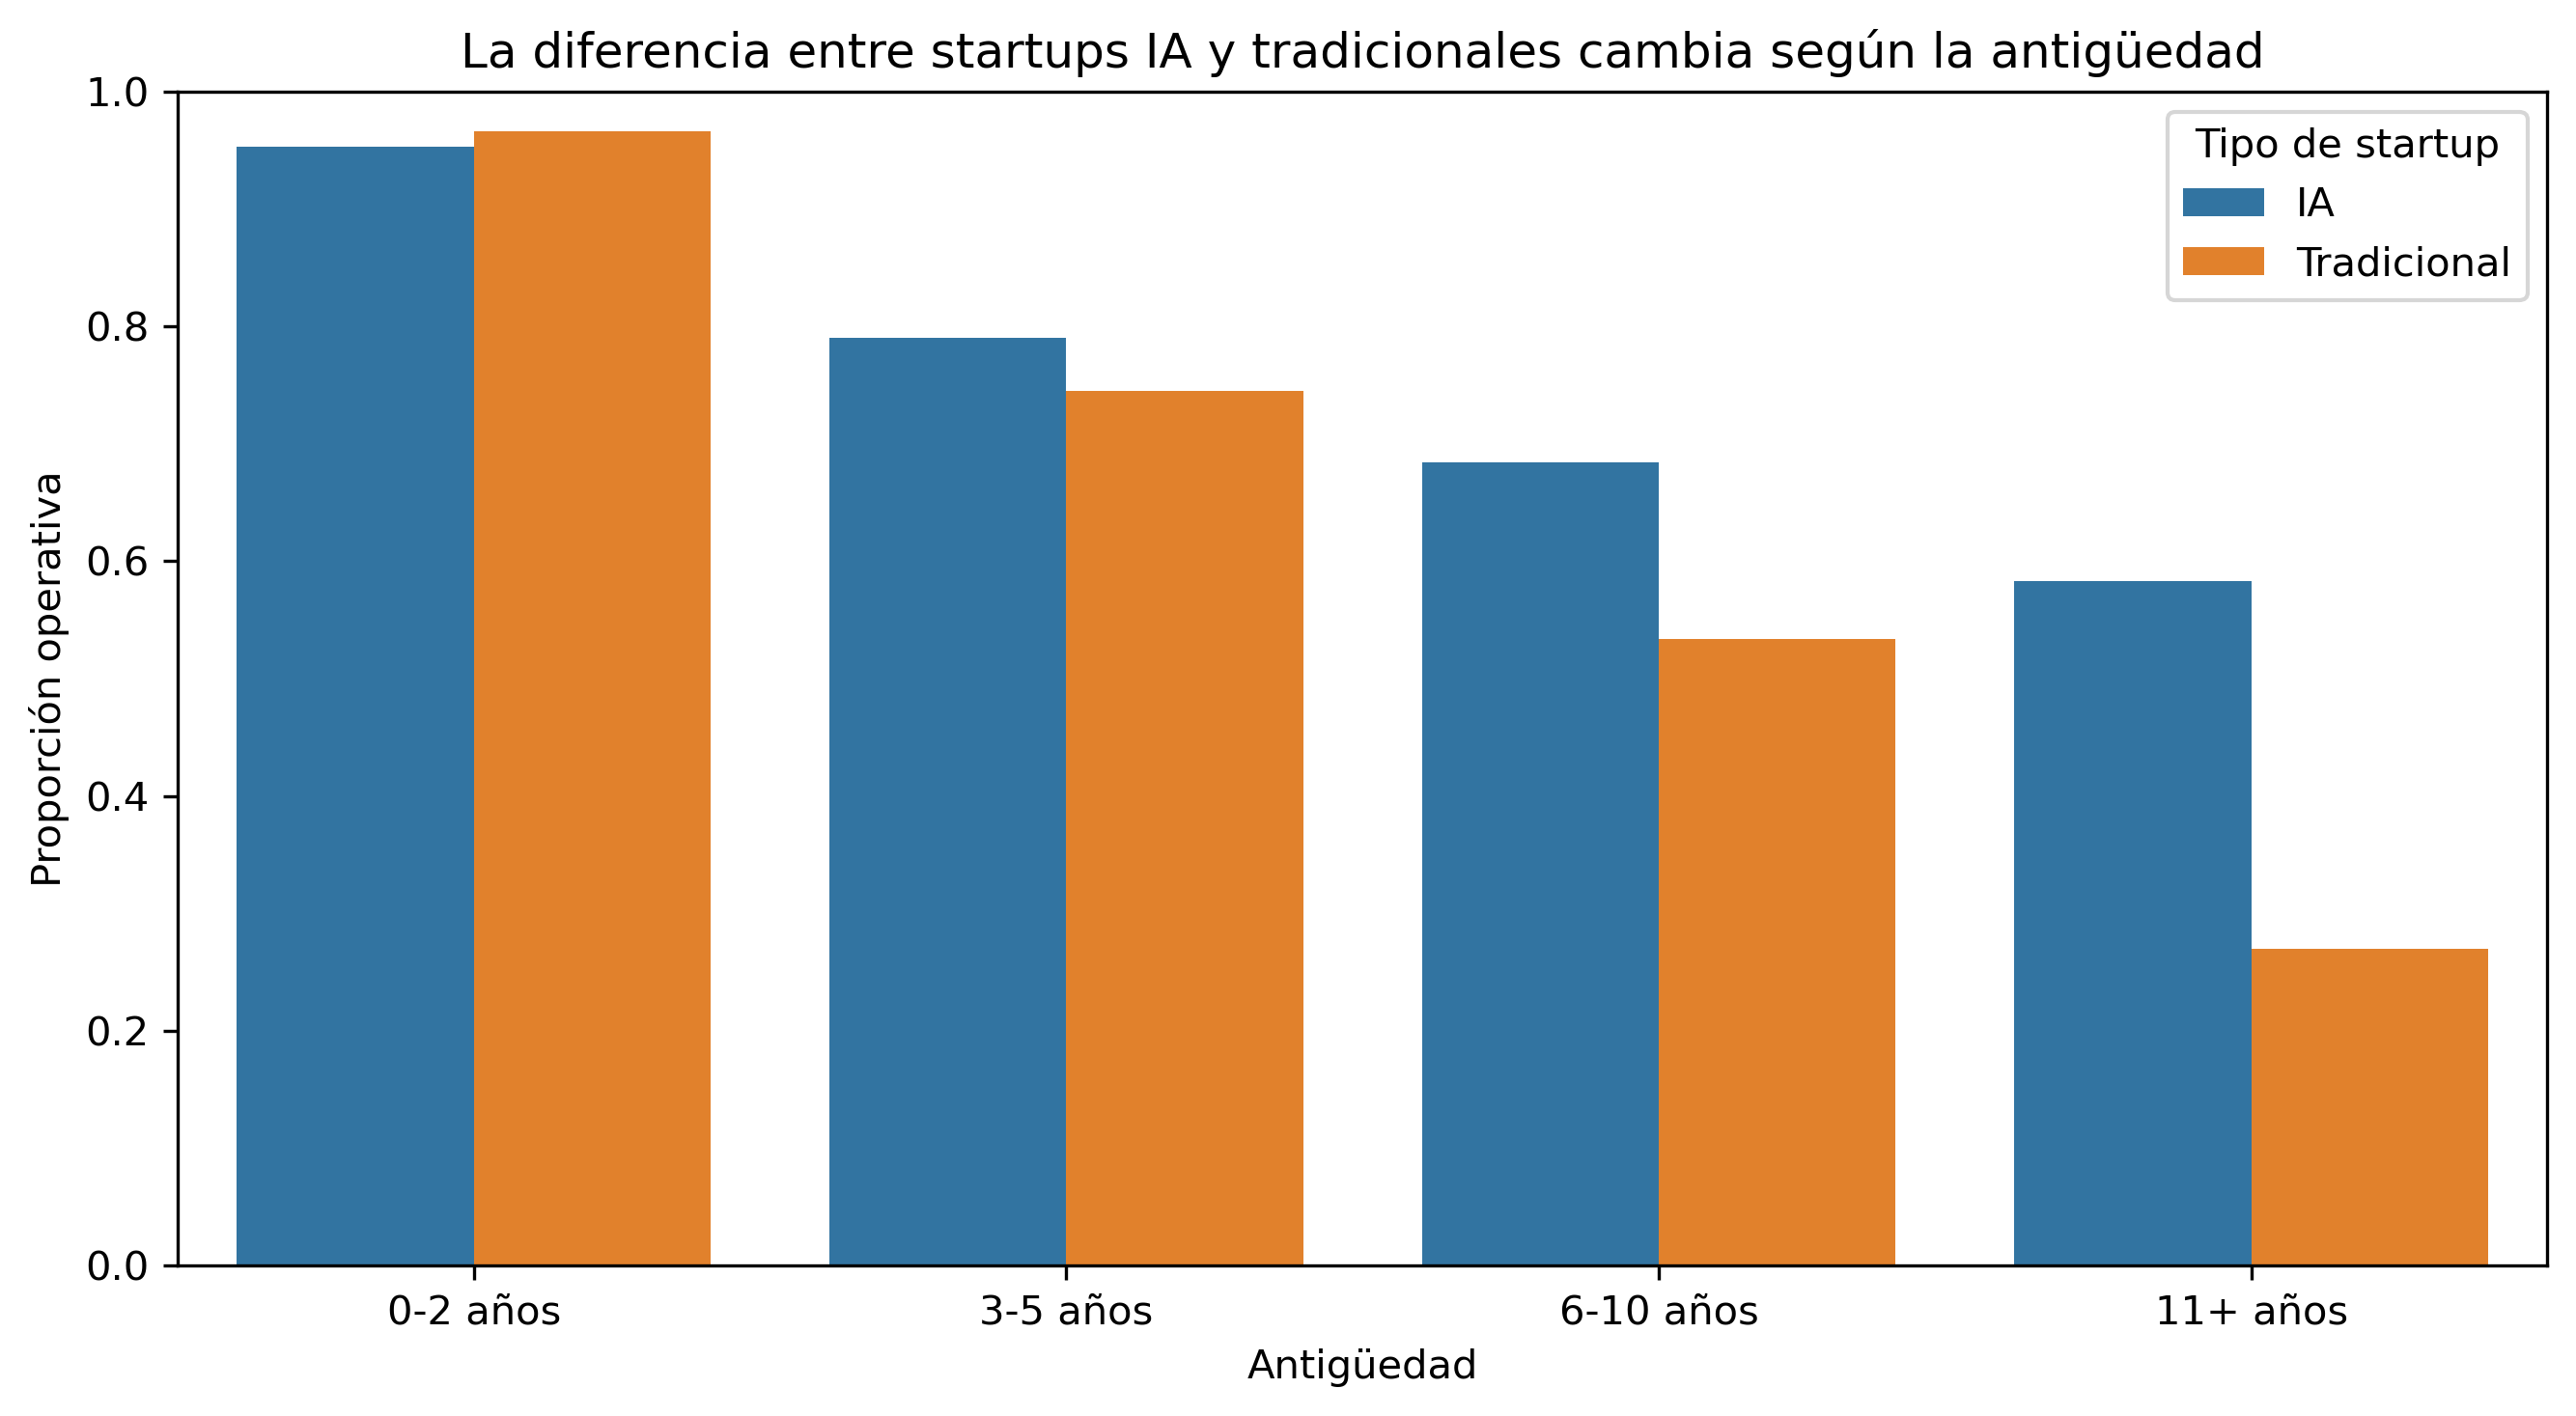 La diferencia entre startups IA y tradicionales cambia según la antigüedad
Tipo de startup
IA
Tradicional
Proporción operativa
1.0
0.8
0.6
0.4
0.2
0.0
0-2 años
3-5 años
6-10 años
11+ años
Antigüedad